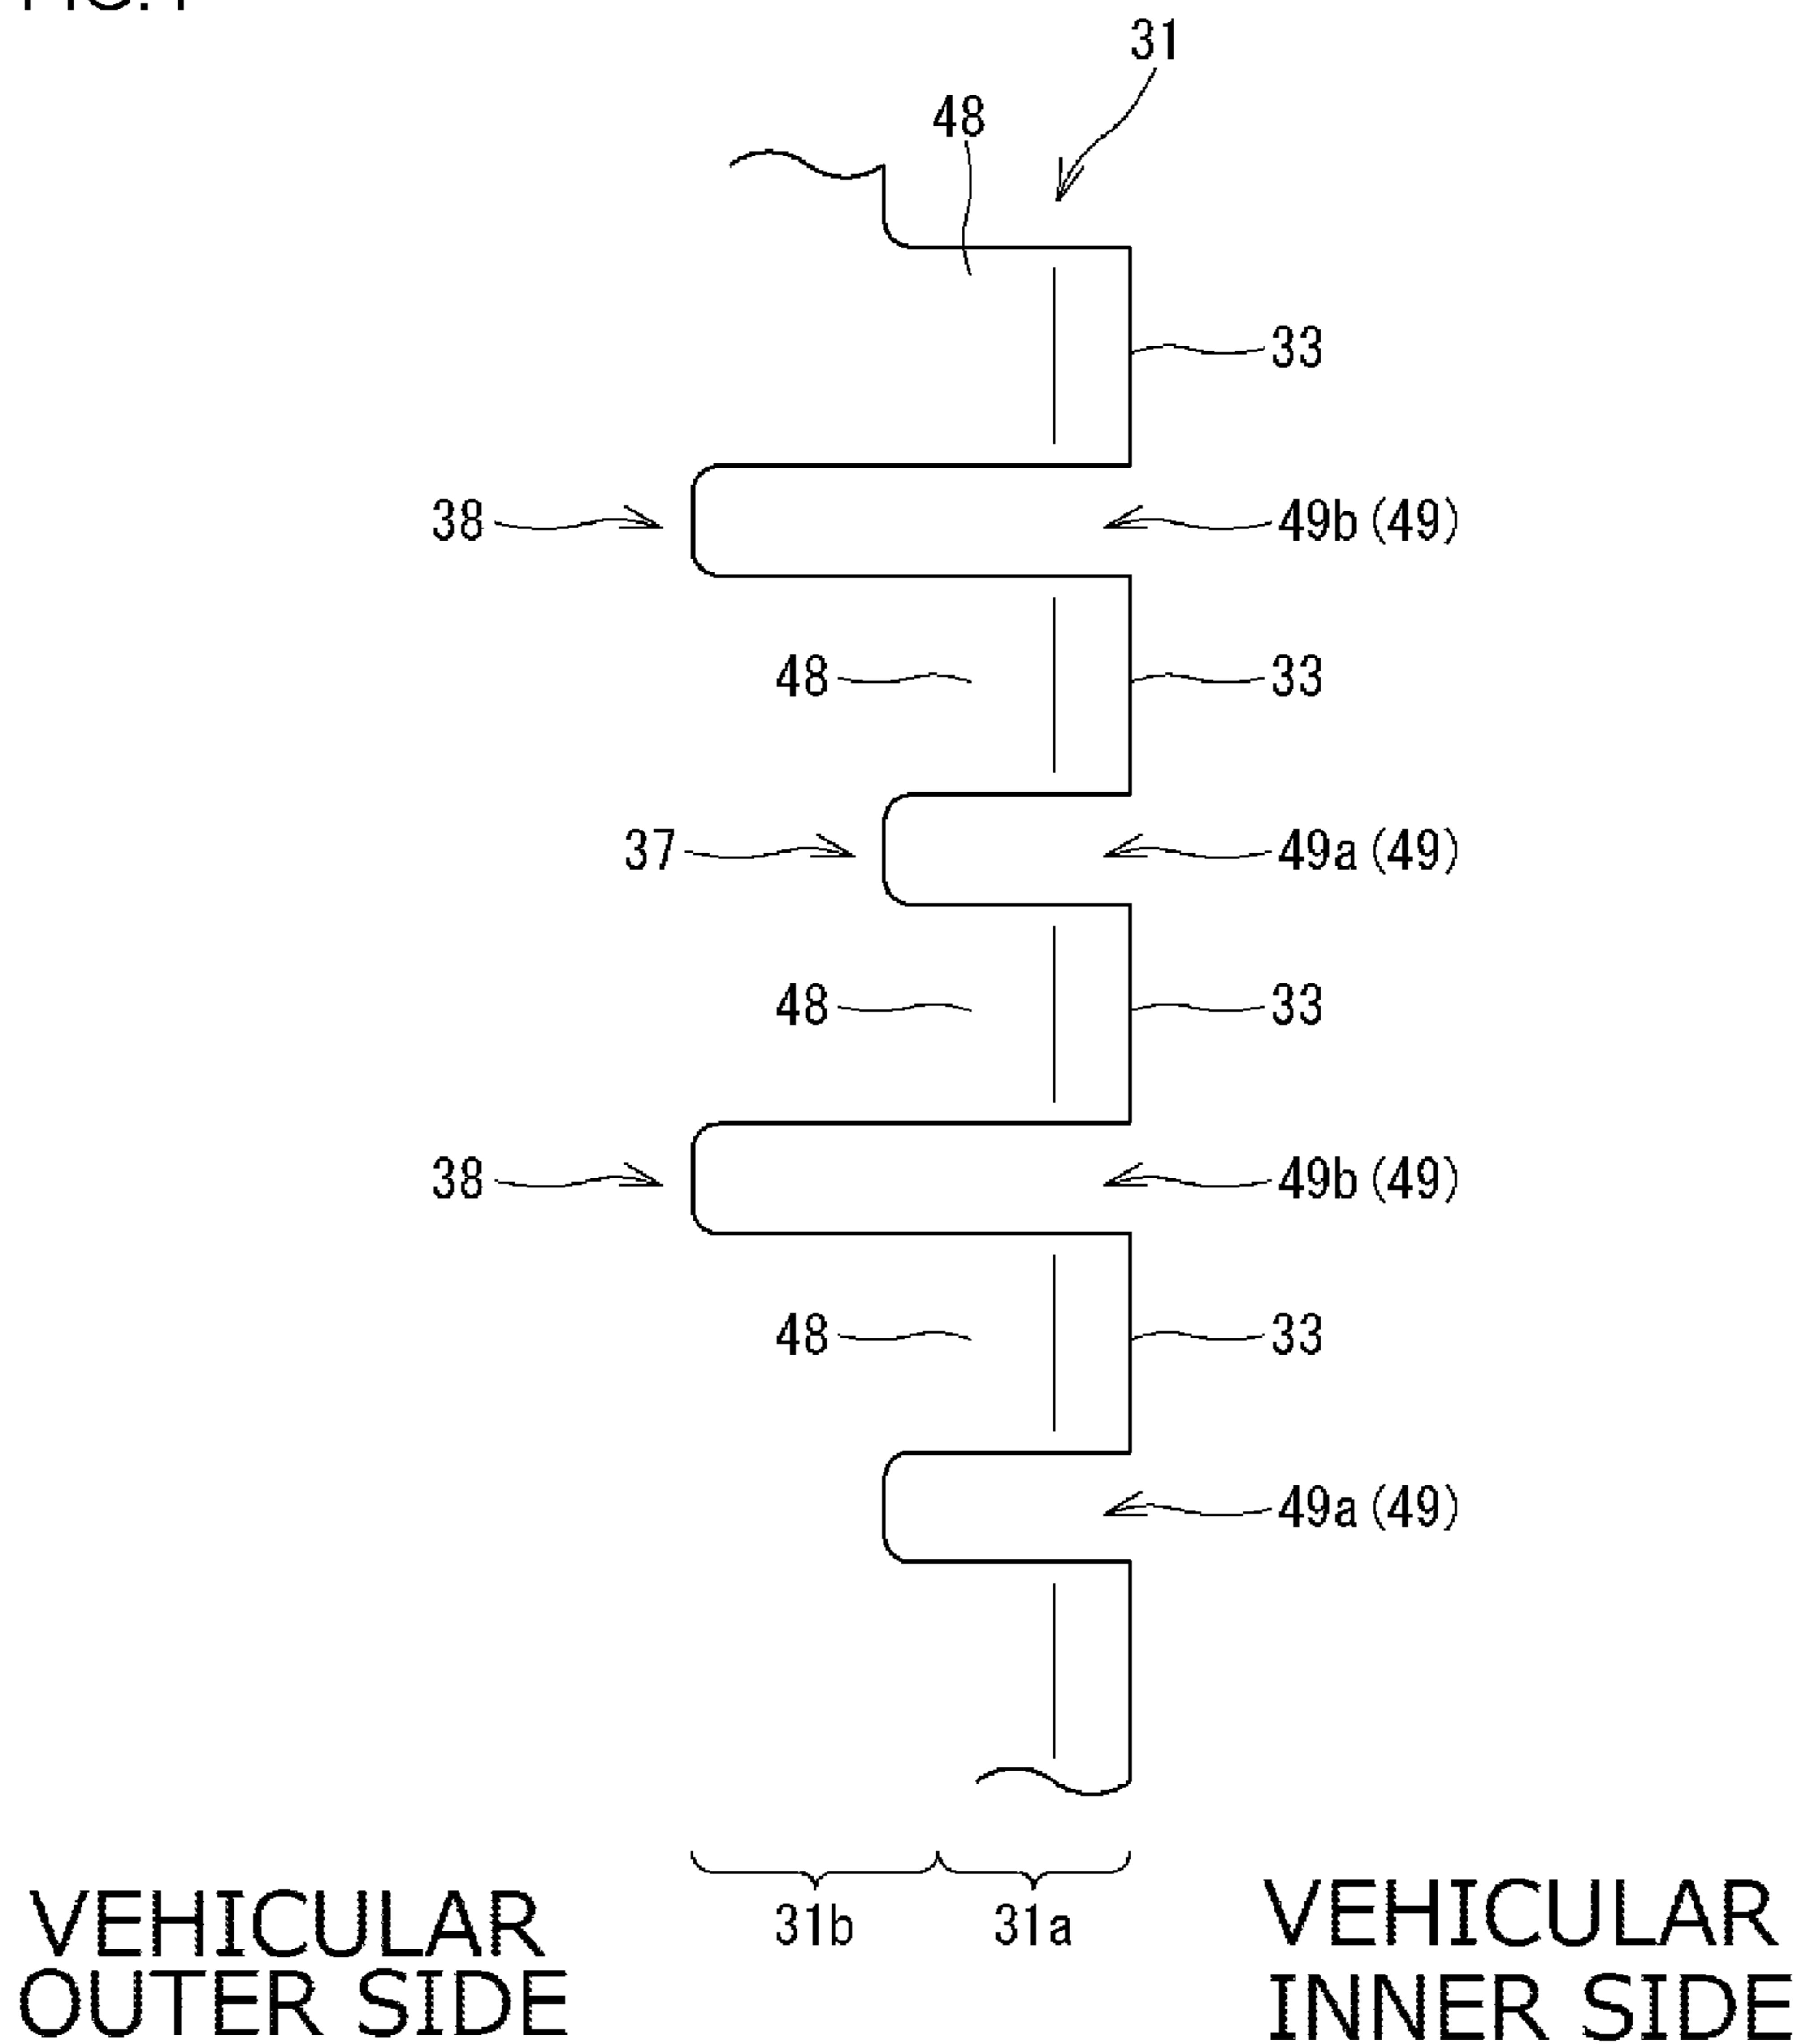 31
48
33
38 49b (49)
48 33
37 49a (49)
48 33
38 49b (49)
48 33
49a (49)
31b 31a
VEHICULAR
OUTER SIDE
VEHICULAR
INNER SIDE